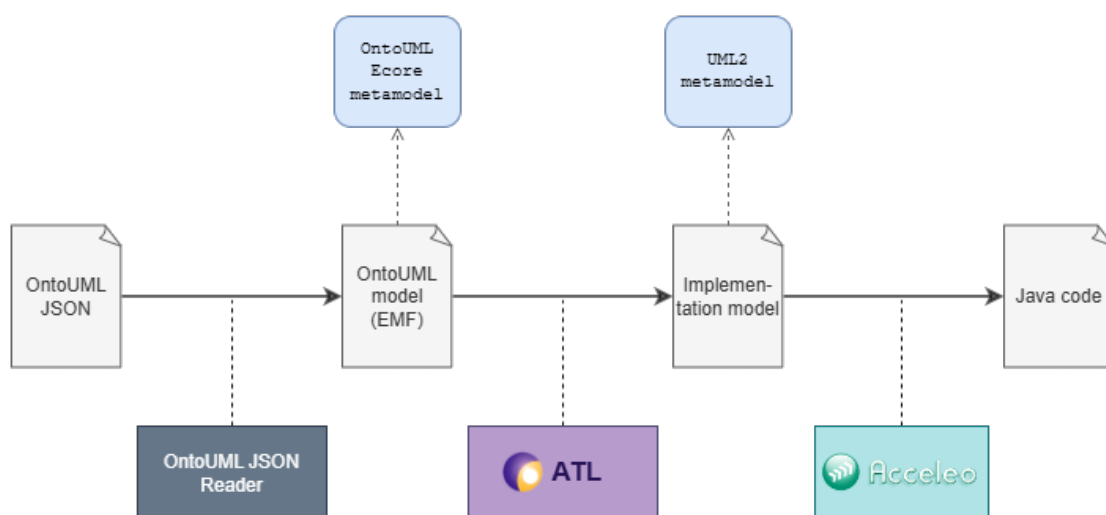 OntoUML
Ecore
metamodel
UML2
metamodel
OntoUML
JSON
OntoUML
model
(EMF)
Implemen-
tation model
Java code
OntoUML JSON
Reader
ATL
Acceleo